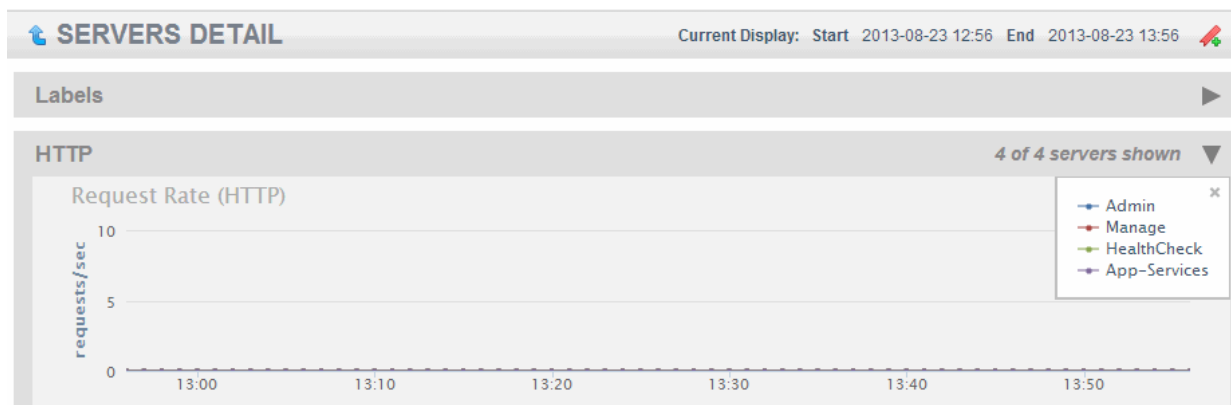 SERVERS DETAIL
Current Display: Start 2013-08-23 12:56 End 2013-08-23 13:56
Labels
HTTP
4 of 4 servers shown
Request Rate (HTTP)
Admin
Manage
HealthCheck
App-Services
requests/sec
10
5
0
13:00 13:10 13:20 13:30 13:40 13:50